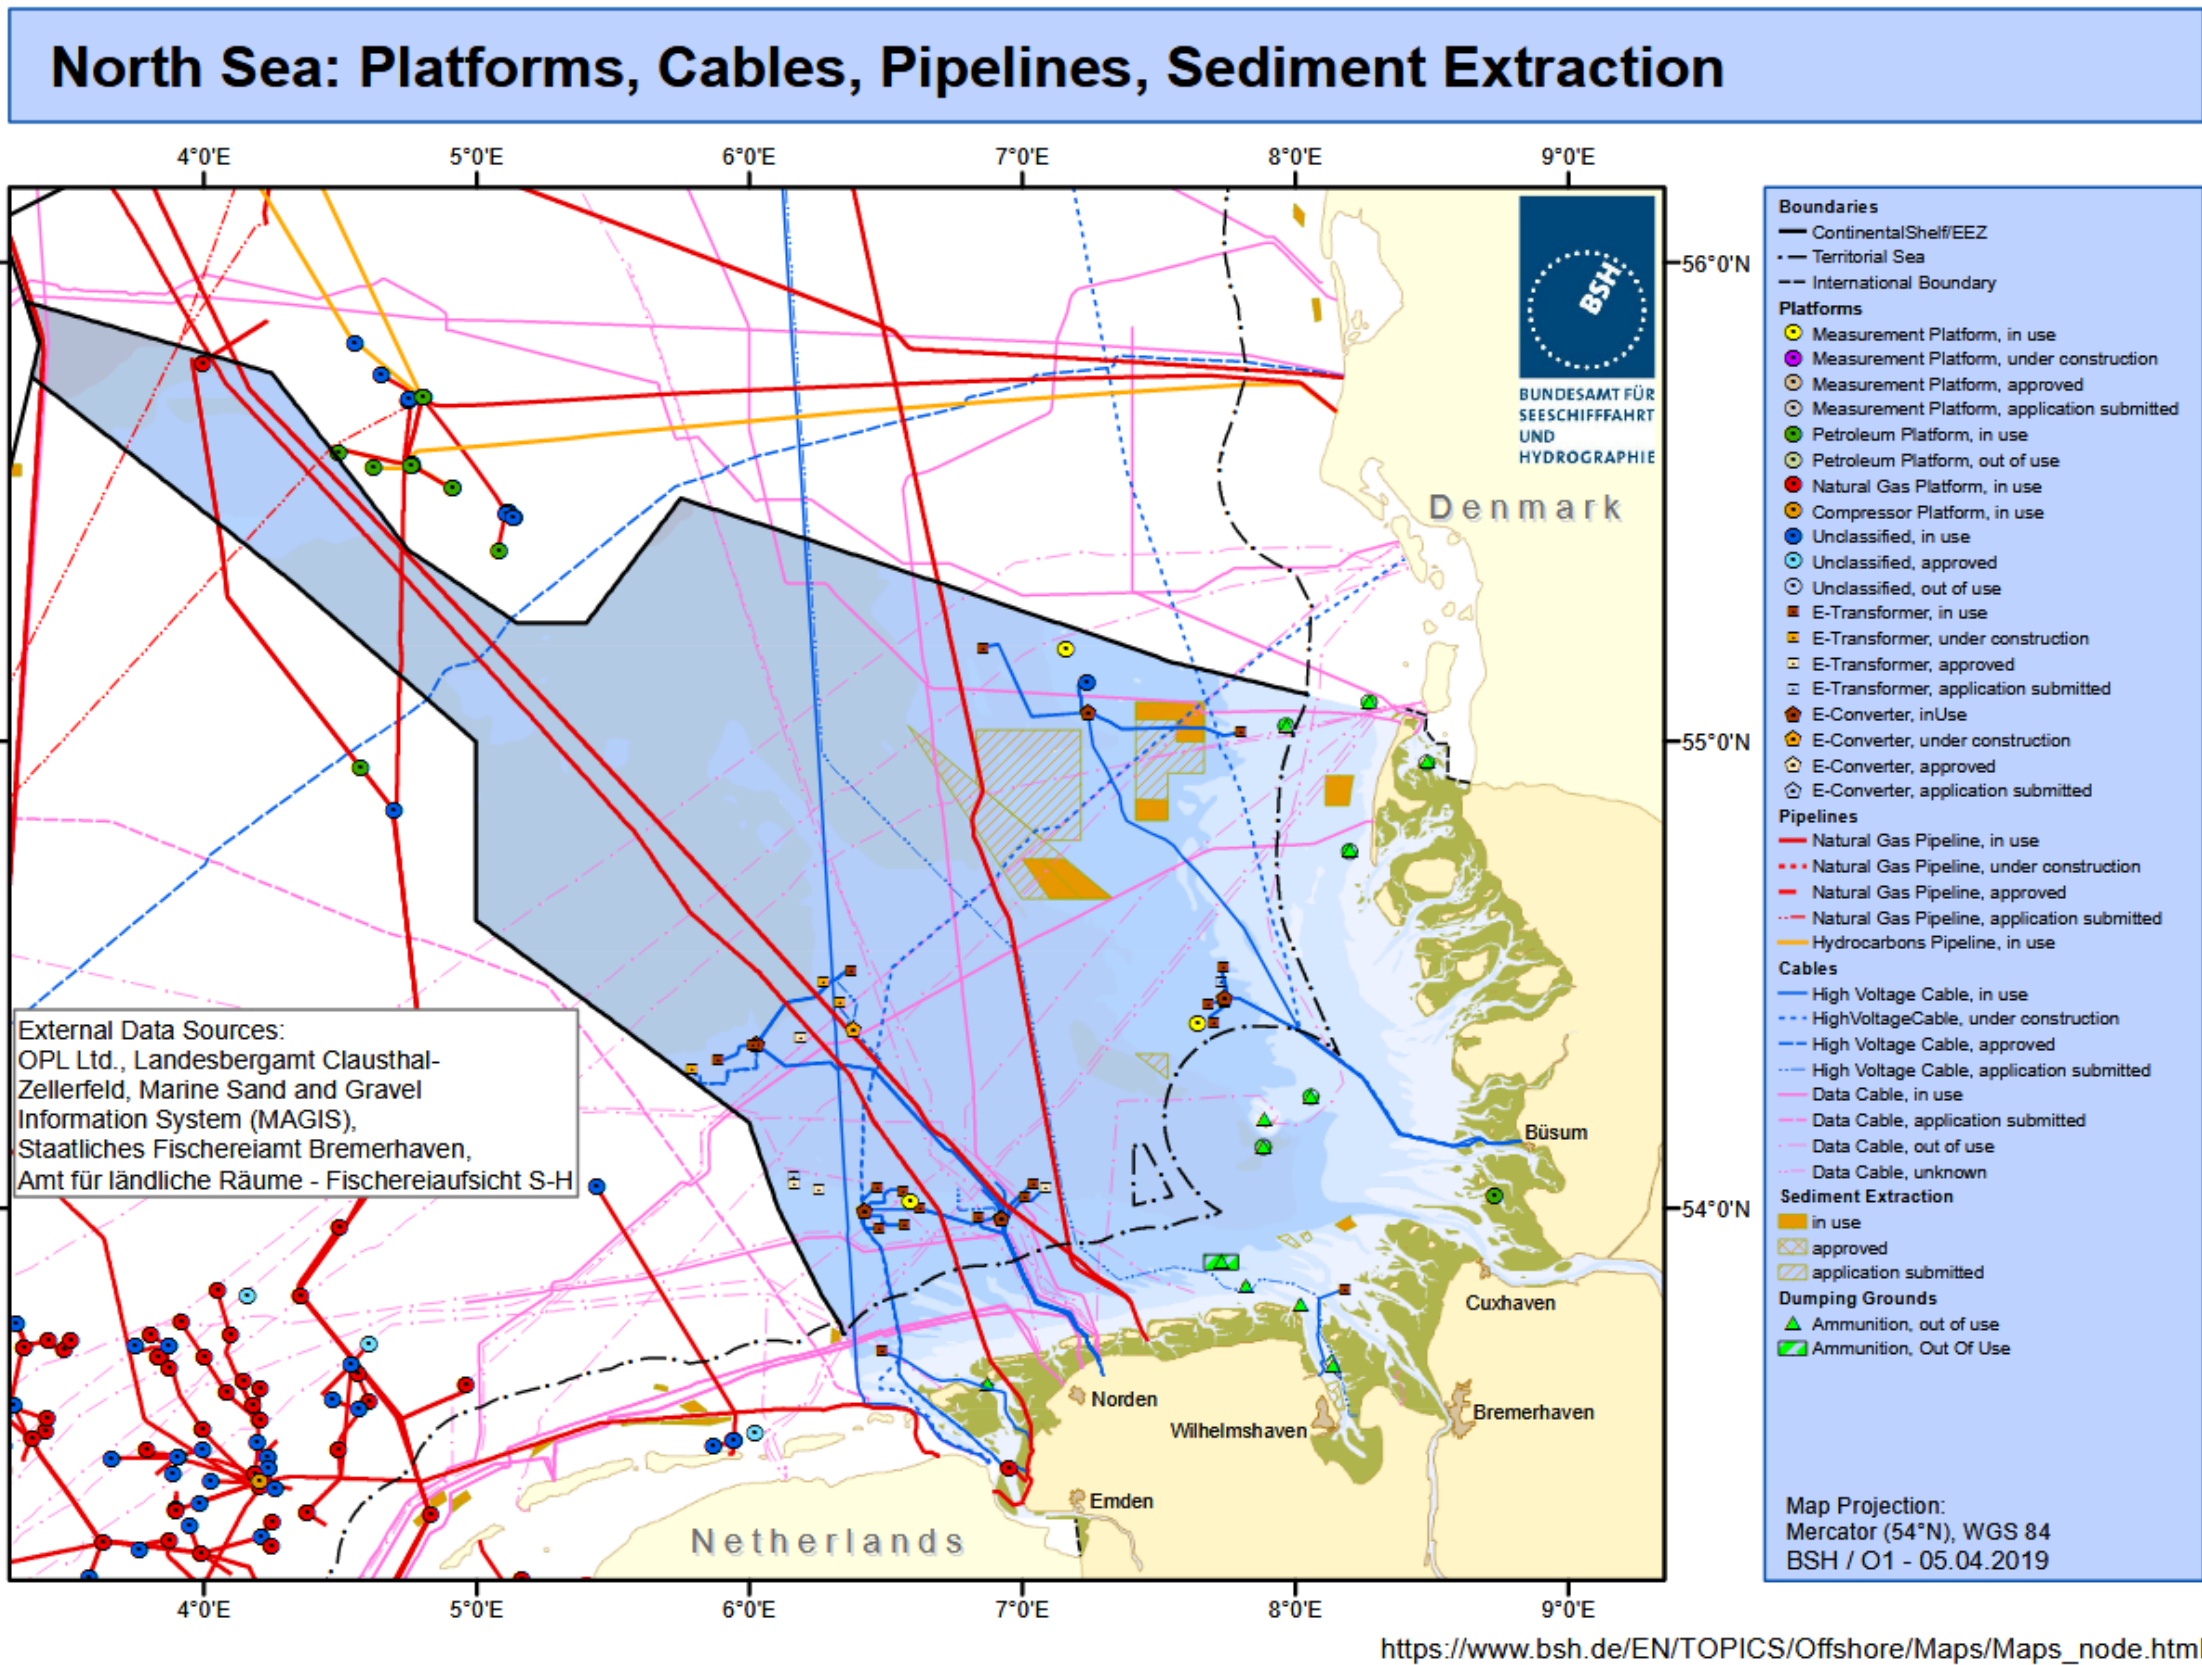 North Sea: Platforms, Cables, Pipelines, Sediment Extraction
4°0'E 5°0'E 6°0'E 7°0'E 8°0'E 9°0'E
56°0'N
55°0'N
54°0'N
BSH
BUNDESAMT FÜR
SEESCHIFFFAHRT
UND
HYDROGRAPHIE
Denmark
Büsum
Cuxhaven
Norden
Wilhelmshaven
Bremerhaven
Emden
Netherlands
External Data Sources:
OPL Ltd., Landesbergamt Clausthal-
Zellerfeld, Marine Sand and Gravel
Information System (MAGIS),
Staatliches Fischereiamt Bremerhaven,
Amt für ländliche Räume - Fischereiaufsicht S-H
4°0'E 5°0'E 6°0'E 7°0'E 8°0'E 9°0'E
Boundaries
ContinentalShelf/EEZ
Territorial Sea
International Boundary
Platforms
Measurement Platform, in use
Measurement Platform, under construction
Measurement Platform, approved
Measurement Platform, application submitted
Petroleum Platform, in use
Petroleum Platform, out of use
Natural Gas Platform, in use
Compressor Platform, in use
Unclassified, in use
Unclassified, approved
Unclassified, out of use
E-Transformer, in use
E-Transformer, under construction
E-Transformer, approved
E-Transformer, application submitted
E-Converter, inUse
E-Converter, under construction
E-Converter, approved
E-Converter, application submitted
Pipelines
Natural Gas Pipeline, in use
Natural Gas Pipeline, under construction
Natural Gas Pipeline, approved
Natural Gas Pipeline, application submitted
Hydrocarbons Pipeline, in use
Cables
High Voltage Cable, in use
HighVoltageCable, under construction
High Voltage Cable, approved
High Voltage Cable, application submitted
Data Cable, in use
Data Cable, application submitted
Data Cable, out of use
Data Cable, unknown
Sediment Extraction
in use
approved
application submitted
Dumping Grounds
Ammunition, out of use
Ammunition, Out Of Use
Map Projection:
Mercator (54°N), WGS 84
BSH / O1 - 05.04.2019
https://www.bsh.de/EN/TOPICS/Offshore/Maps/Maps_node.html